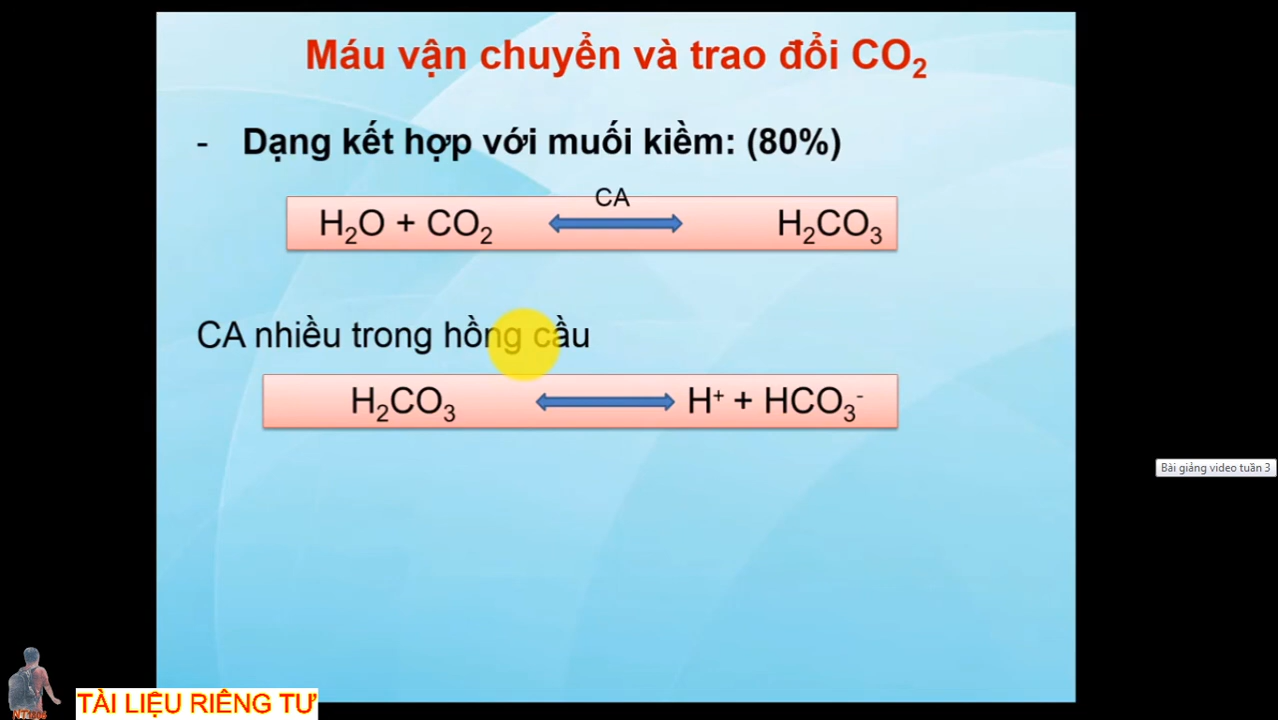 Máu vận chuyển và trao đổi CO₂
- Dạng kết hợp với muối kiềm: (80%)
CA
H₂O + CO₂ H₂CO₃
CA nhiều trong hồng cầu
H₂CO₃ H⁺ + HCO₃⁻
Bài giảng video tuần 3
TÀI LIỆU RIÊNG TƯ